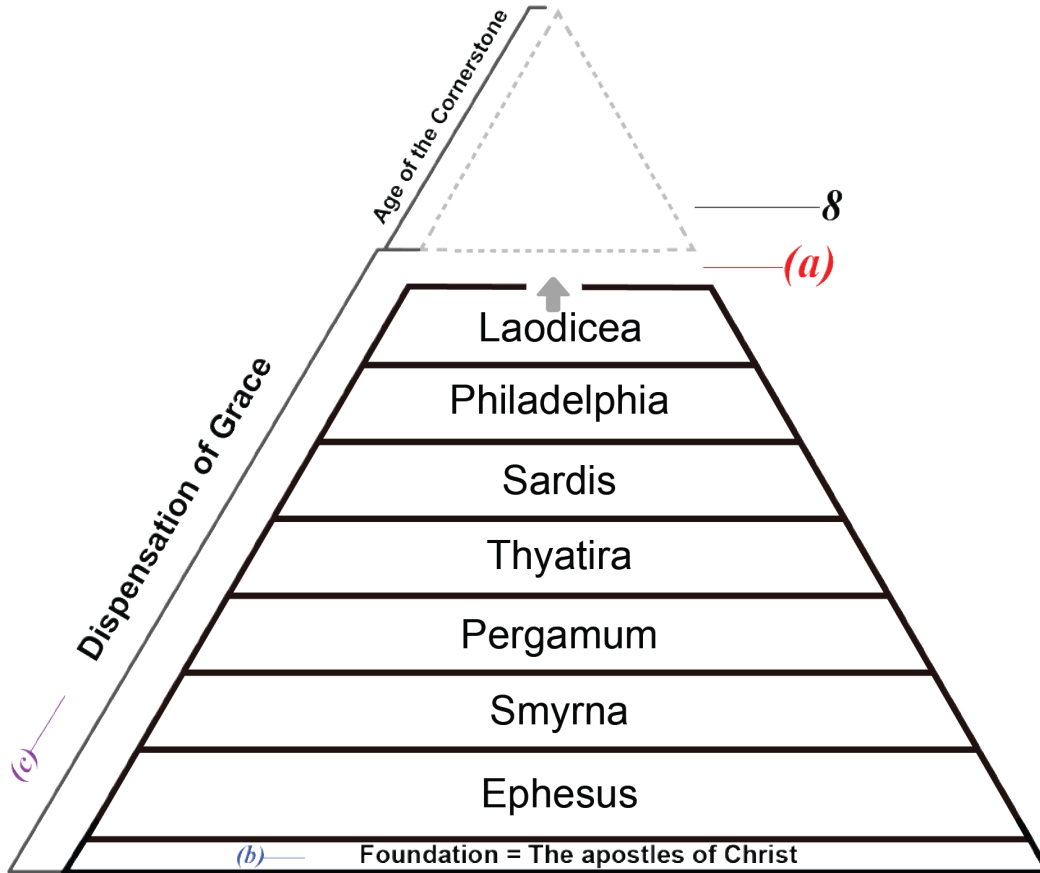 Age of the Cornerstone
8
(a)
Laodicea
Philadelphia
Dispensation of Grace
Sardis
Thyatira
Pergamum
Smyrna
(c)
Ephesus
(b)
Foundation = The apostles of Christ